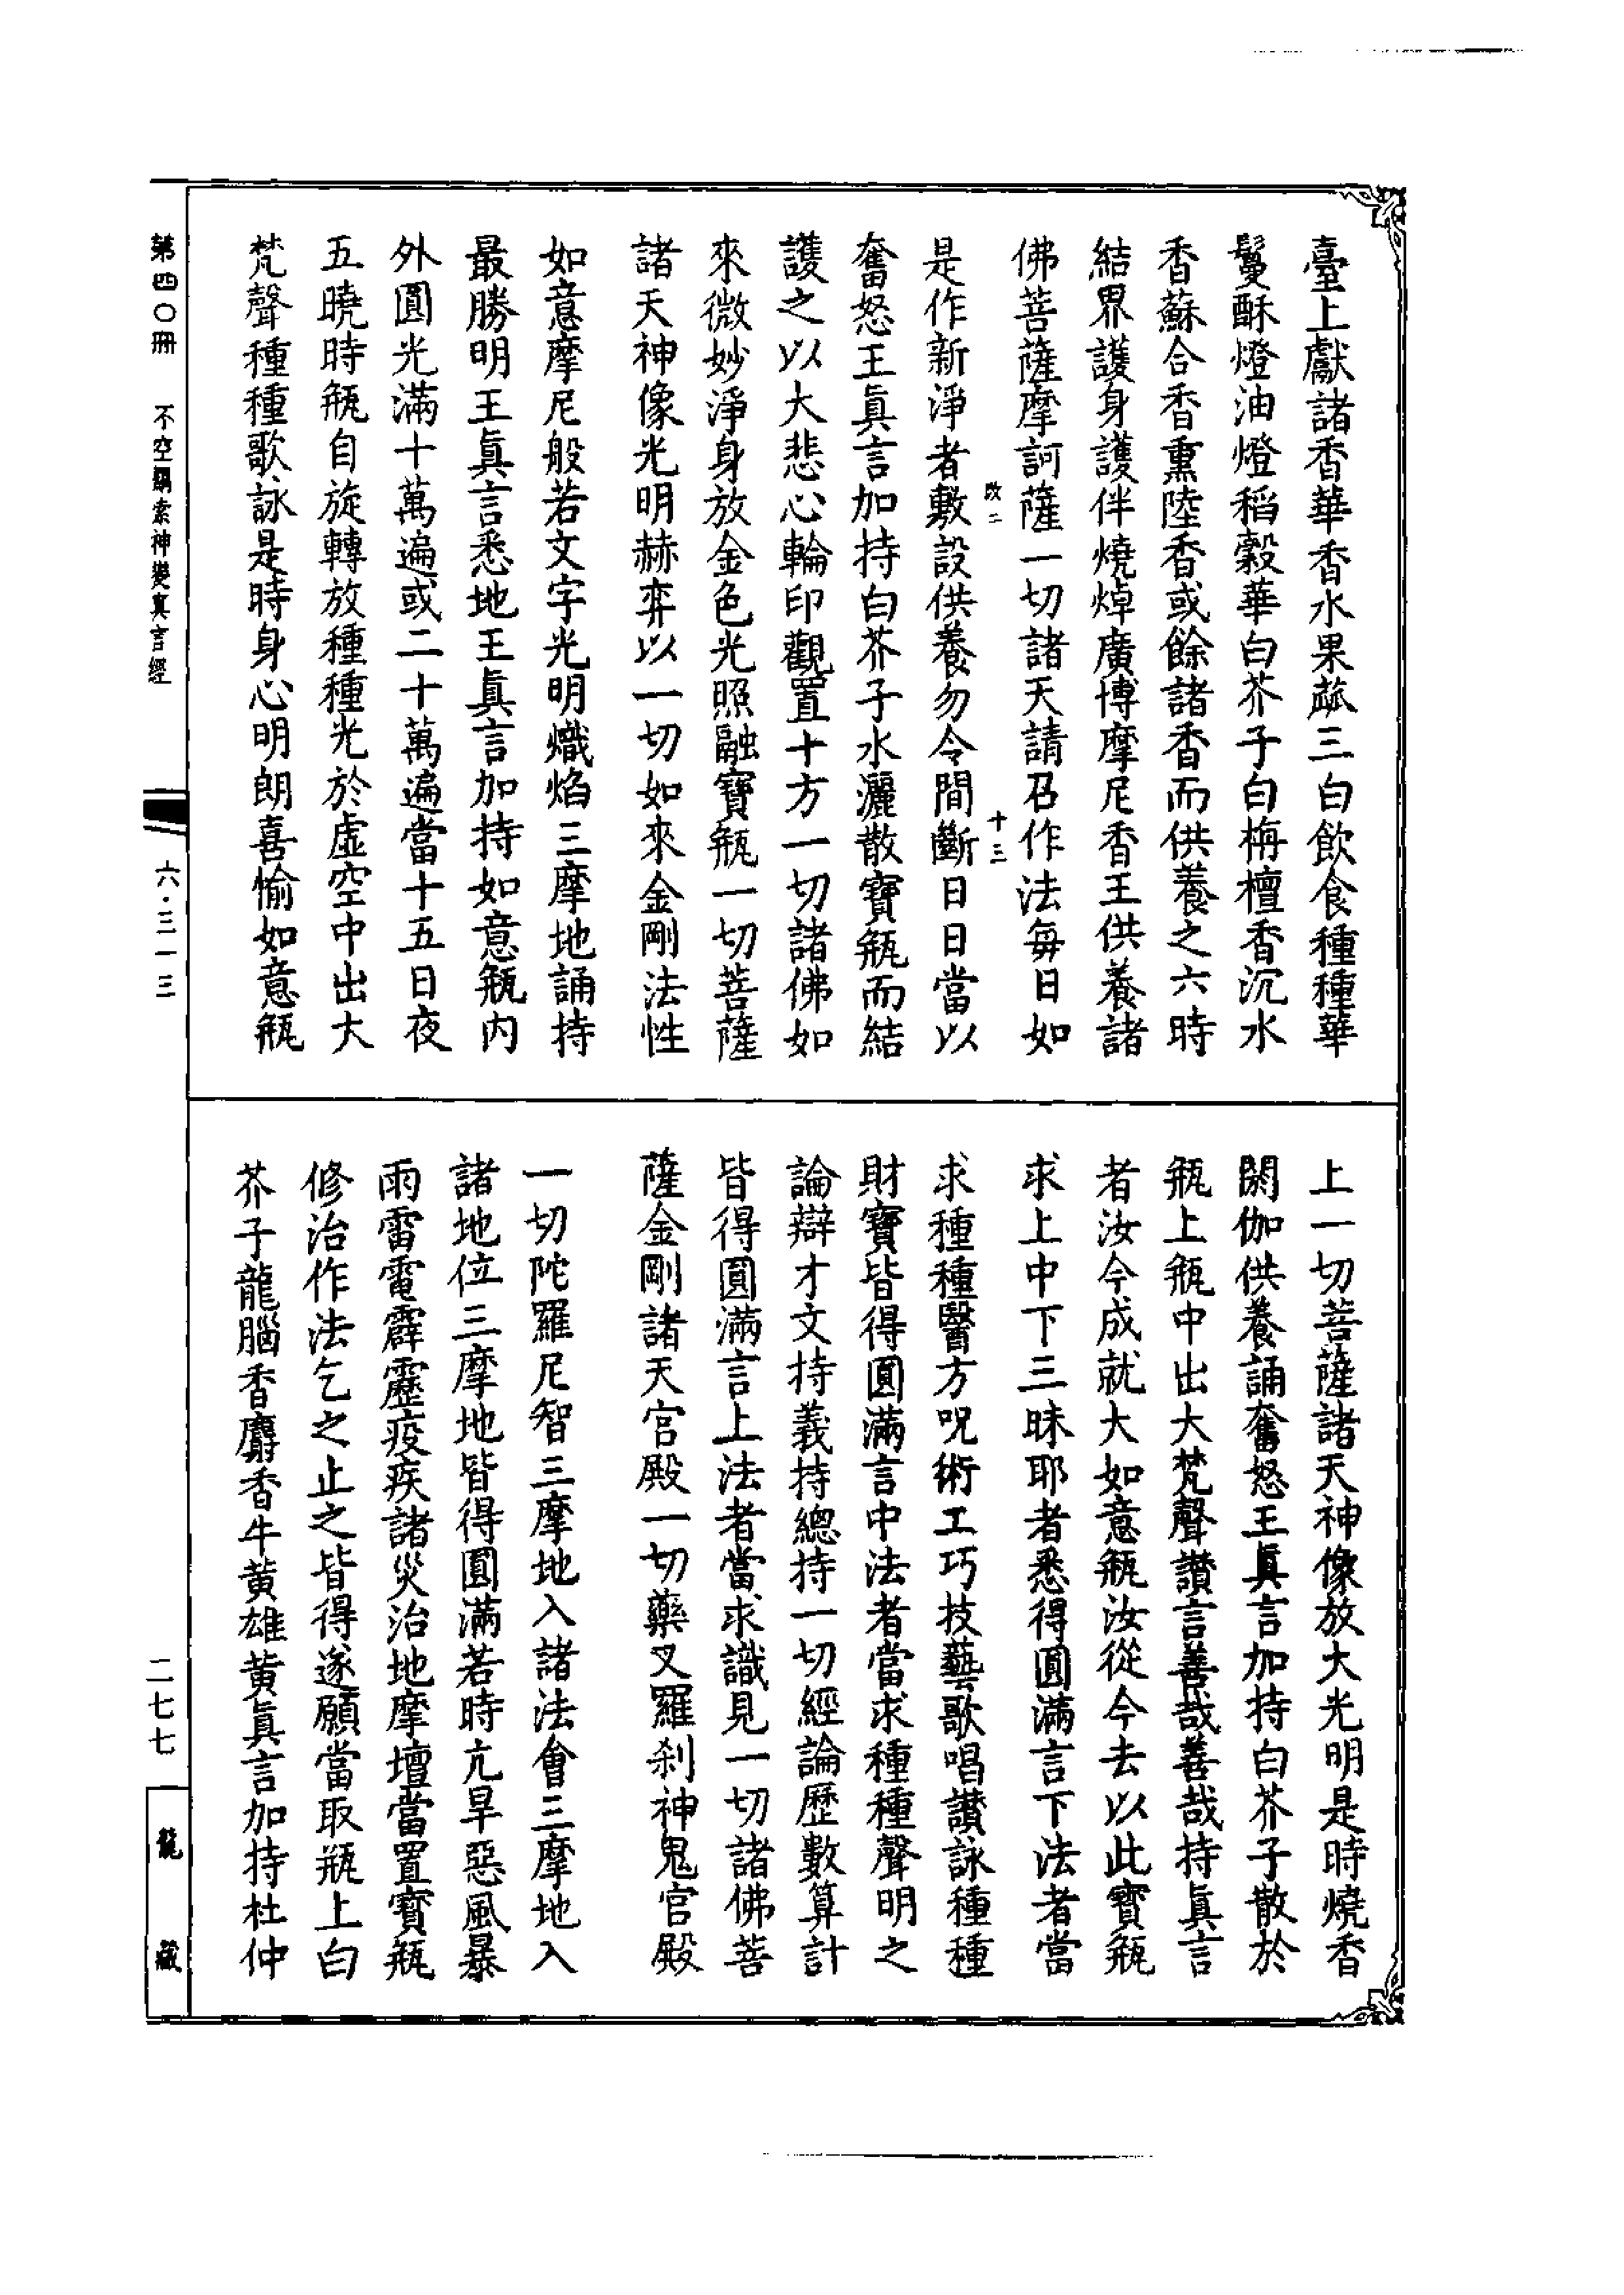 臺上獻諸香華香水果蓏三白飲食種種華
鬘酥燈油燈稻穀華白芥子白栴檀香沉水
香蘇合香熏陸香或餘諸香而供養之六時
結界護身護伴燒焯廣博摩尼香王供養諸
佛菩薩摩訶薩一切諸天請召作法每日如
改二 十三
是作新淨者敷設供養勿令間斷日日當以
奮怒王真言加持白芥子水灑散寶瓶而結
護之以大悲心輪印觀置十方一切諸佛如
來微妙淨身放金色光照融寶瓶一切菩薩
諸天神像光明赫弈以一切如來金剛法性
如意摩尼般若文字光明熾焰三摩地誦持
最勝明王真言悉地王真言加持如意瓶內
外圓光滿十萬遍或二十萬遍當十五日夜
五曉時瓶自旋轉放種種光於虛空中出大
梵聲種種歌詠是時身心明朗喜愉如意瓶
上一切菩薩諸天神像放大光明是時燒香
閼伽供養誦奮怒王真言加持白芥子散於
瓶上瓶中出大梵聲讚言善哉善哉持真言
者汝今成就大如意瓶汝從今去以此寶瓶
求上中下三昧耶者悉得圓滿言下法者當
求種種醫方呪術工巧技藝歌唱讚詠種種
財寶皆得圓滿言中法者當求種種聲明之
論辯才文持義持總持一切經論歷數算計
皆得圓滿言上法者當求識見一切諸佛菩
薩金剛諸天宮殿一切藥叉羅剎神鬼官殿
一切陀羅尼智三摩地入諸法會三摩地入
諸地位三摩地皆得圓滿若時亢旱惡風暴
雨雷電霹靂疫疾諸災治地摩壇當置寶瓶
修治作法乞之止之皆得遂願當取瓶上白
芥子龍腦香麝香牛黃雄黃真言加持杜仲
第四〇冊 不空羂索神變真言經
六·三一三
二七七
龍藏